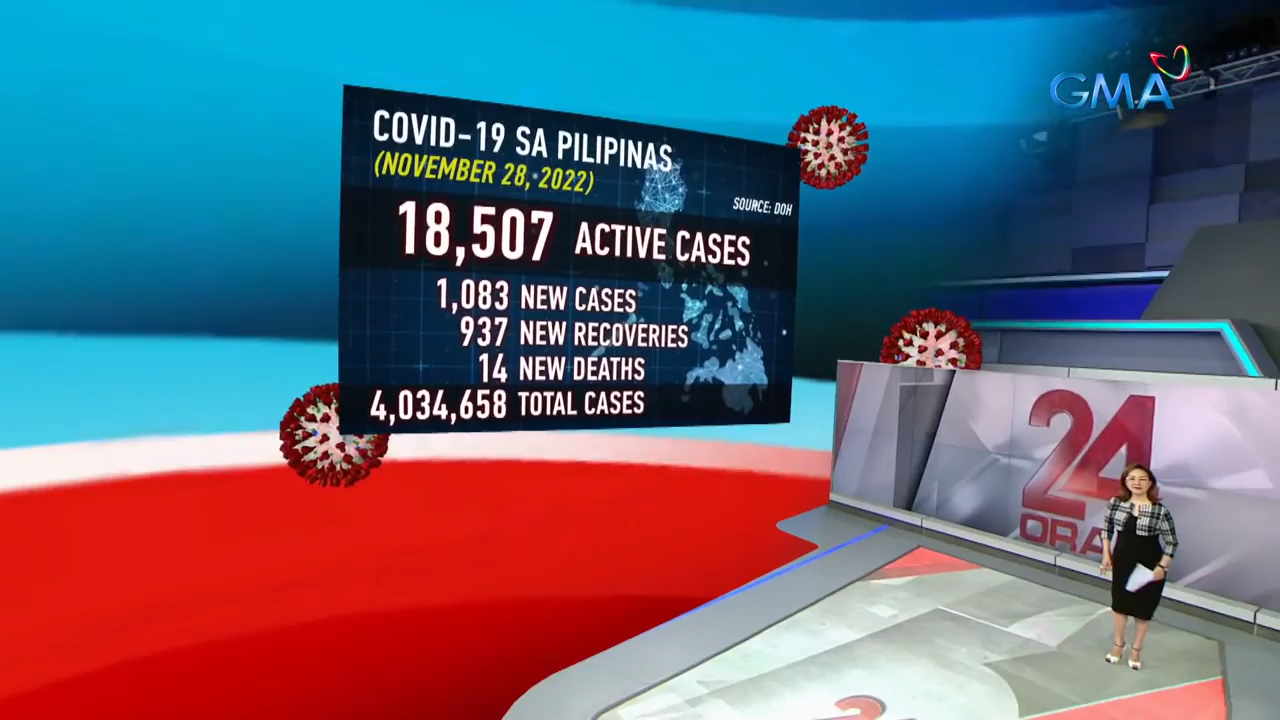 GMA
COVID-19 SA PILIPINAS
(NOVEMBER 28, 2022)
SOURCE: DOH
18,507 ACTIVE CASES
1,083 NEW CASES
937 NEW RECOVERIES
14 NEW DEATHS
4,034,658 TOTAL CASES
24
ORA